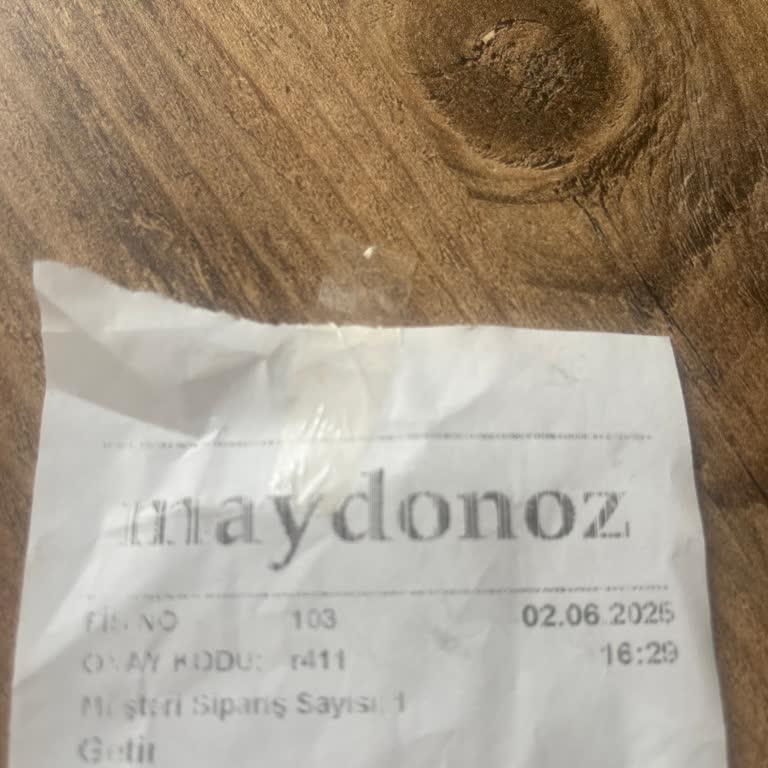 maydonoz
FİŞ NO 103 02.06.2025
ONAY KODU: r411 16:29
Müşteri Sipariş Sayısı: 1
Getir